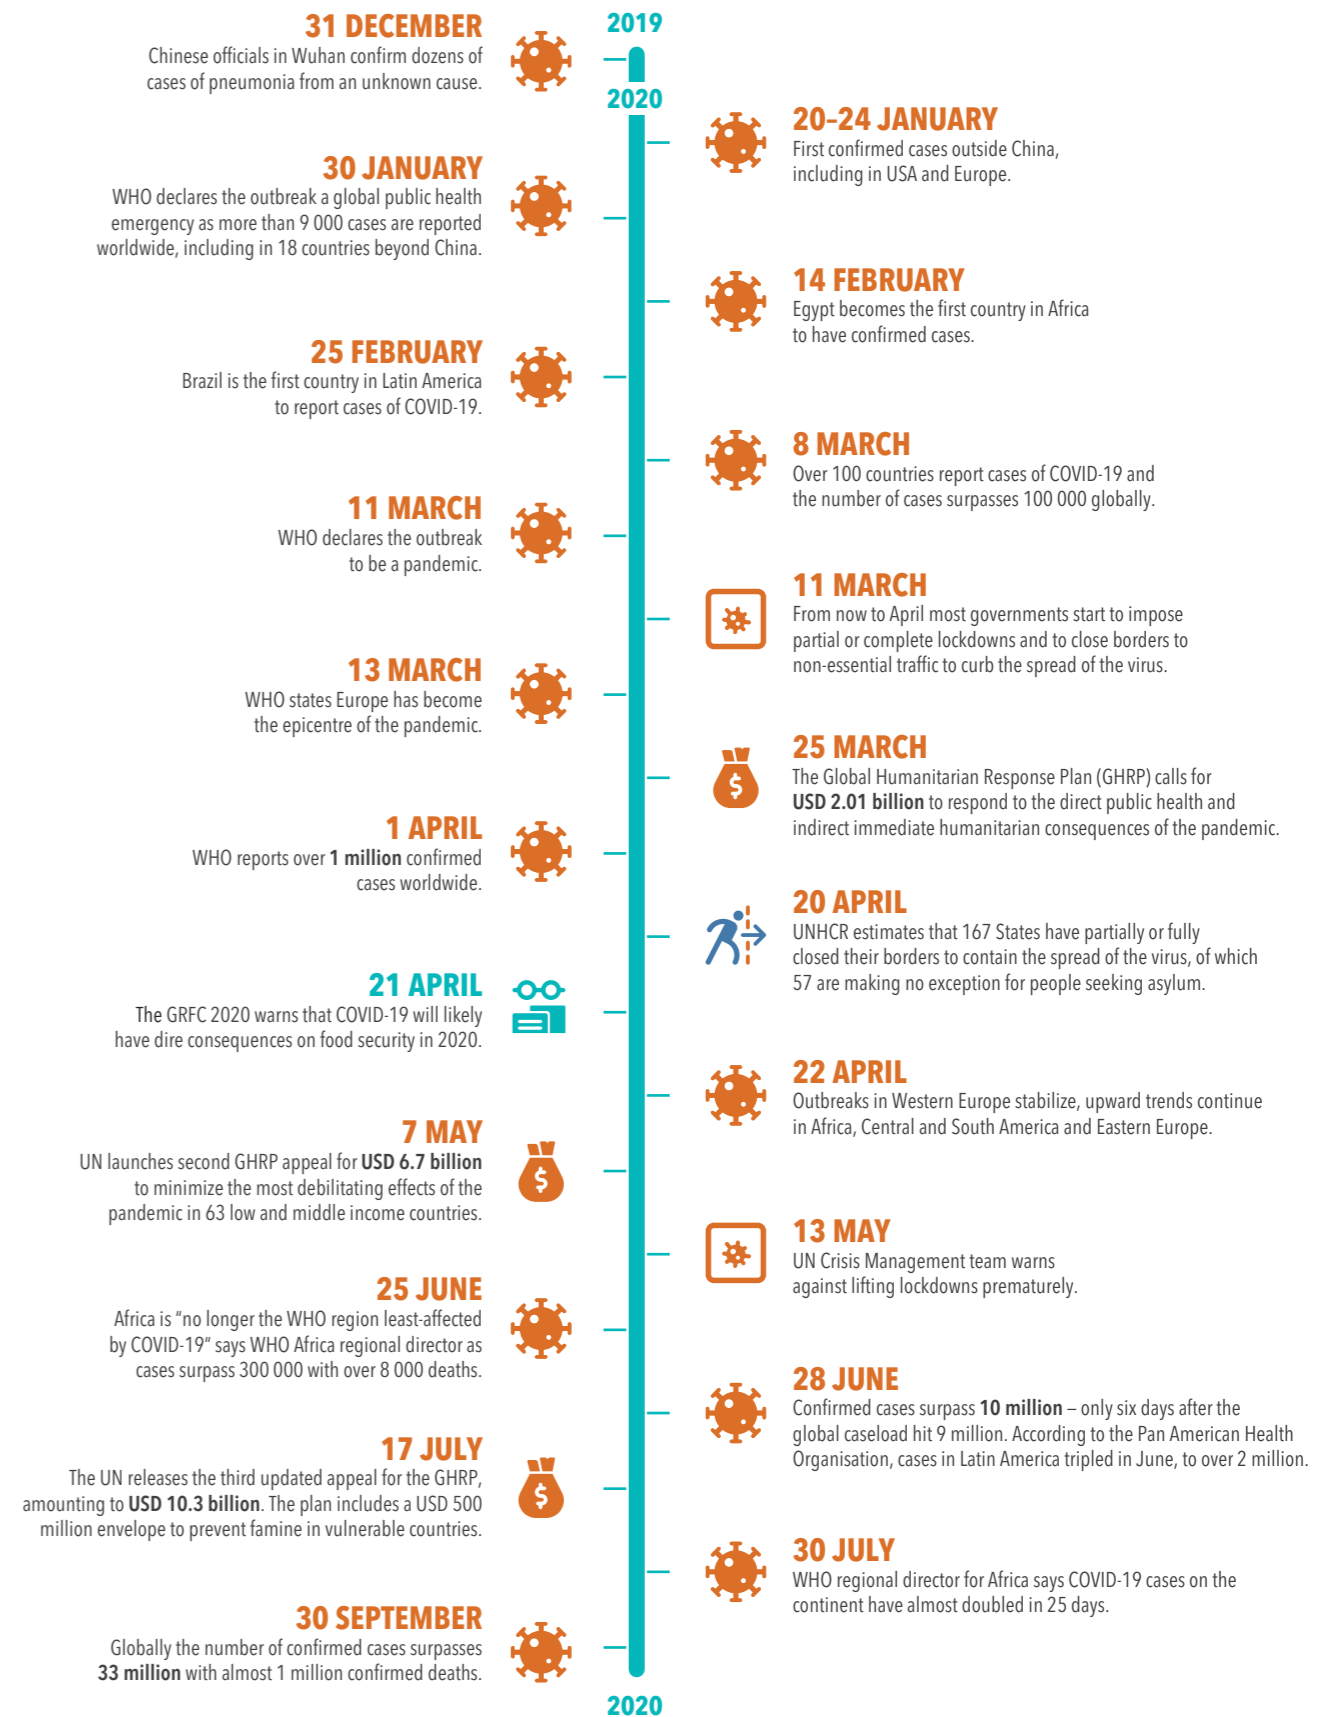 2019
31 DECEMBER
Chinese officials in Wuhan confirm dozens of
cases of pneumonia from an unknown cause.
2020
20–24 JANUARY
First confirmed cases outside China,
including in USA and Europe.
30 JANUARY
WHO declares the outbreak a global public health
emergency as more than 9 000 cases are reported
worldwide, including in 18 countries beyond China.
14 FEBRUARY
Egypt becomes the first country in Africa
to have confirmed cases.
25 FEBRUARY
Brazil is the first country in Latin America
to report cases of COVID-19.
8 MARCH
Over 100 countries report cases of COVID-19 and
the number of cases surpasses 100 000 globally.
11 MARCH
WHO declares the outbreak
to be a pandemic.
11 MARCH
From now to April most governments start to impose
partial or complete lockdowns and to close borders to
non-essential traffic to curb the spread of the virus.
13 MARCH
WHO states Europe has become
the epicentre of the pandemic.
25 MARCH
The Global Humanitarian Response Plan (GHRP) calls for
USD 2.01 billion to respond to the direct public health and
indirect immediate humanitarian consequences of the pandemic.
1 APRIL
WHO reports over 1 million confirmed
cases worldwide.
20 APRIL
UNHCR estimates that 167 States have partially or fully
closed their borders to contain the spread of the virus, of which
57 are making no exception for people seeking asylum.
21 APRIL
The GRFC 2020 warns that COVID-19 will likely
have dire consequences on food security in 2020.
22 APRIL
Outbreaks in Western Europe stabilize, upward trends continue
in Africa, Central and South America and Eastern Europe.
7 MAY
UN launches second GHRP appeal for USD 6.7 billion
to minimize the most debilitating effects of the
pandemic in 63 low and middle income countries.
13 MAY
UN Crisis Management team warns
against lifting lockdowns prematurely.
25 JUNE
Africa is "no longer the WHO region least-affected
by COVID-19" says WHO Africa regional director as
cases surpass 300 000 with over 8 000 deaths.
28 JUNE
Confirmed cases surpass 10 million – only six days after the
global caseload hit 9 million. According to the Pan American Health
Organisation, cases in Latin America tripled in June, to over 2 million.
17 JULY
The UN releases the third updated appeal for the GHRP,
amounting to USD 10.3 billion. The plan includes a USD 500
million envelope to prevent famine in vulnerable countries.
30 JULY
WHO regional director for Africa says COVID-19 cases on the
continent have almost doubled in 25 days.
30 SEPTEMBER
Globally the number of confirmed cases surpasses
33 million with almost 1 million confirmed deaths.
2020